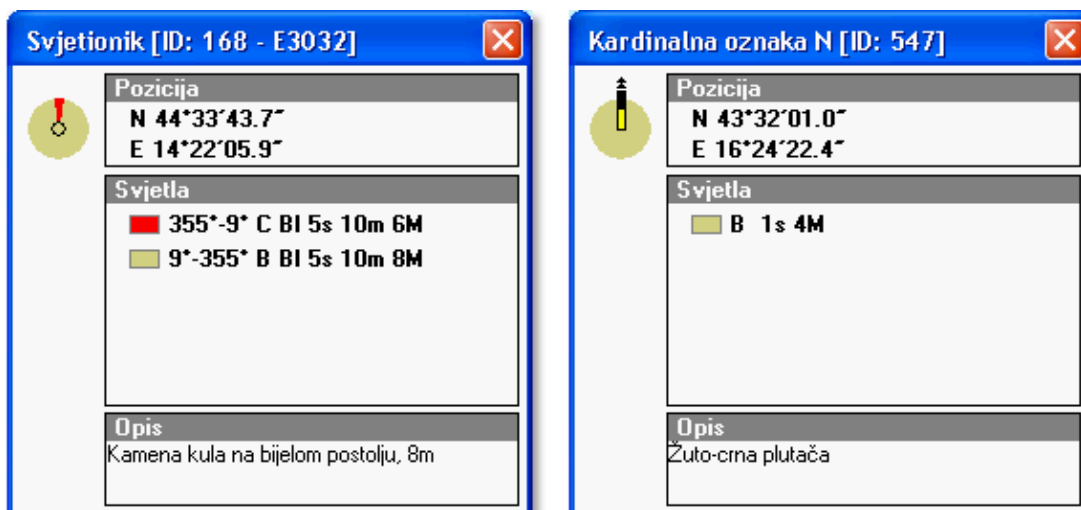 Svjetionik [ID: 168 - E3032]
Pozicija
N 44°33´43.7˝
E 14°22´05.9˝
Svjetla
355°-9° C Bl 5s 10m 6M
9°-355° B Bl 5s 10m 8M
Opis
Kamena kula na bijelom postolju, 8m
Kardinalna oznaka N [ID: 547]
Pozicija
N 43°32´01.0˝
E 16°24´22.4˝
Svjetla
B 1s 4M
Opis
Žuto-crna plutača